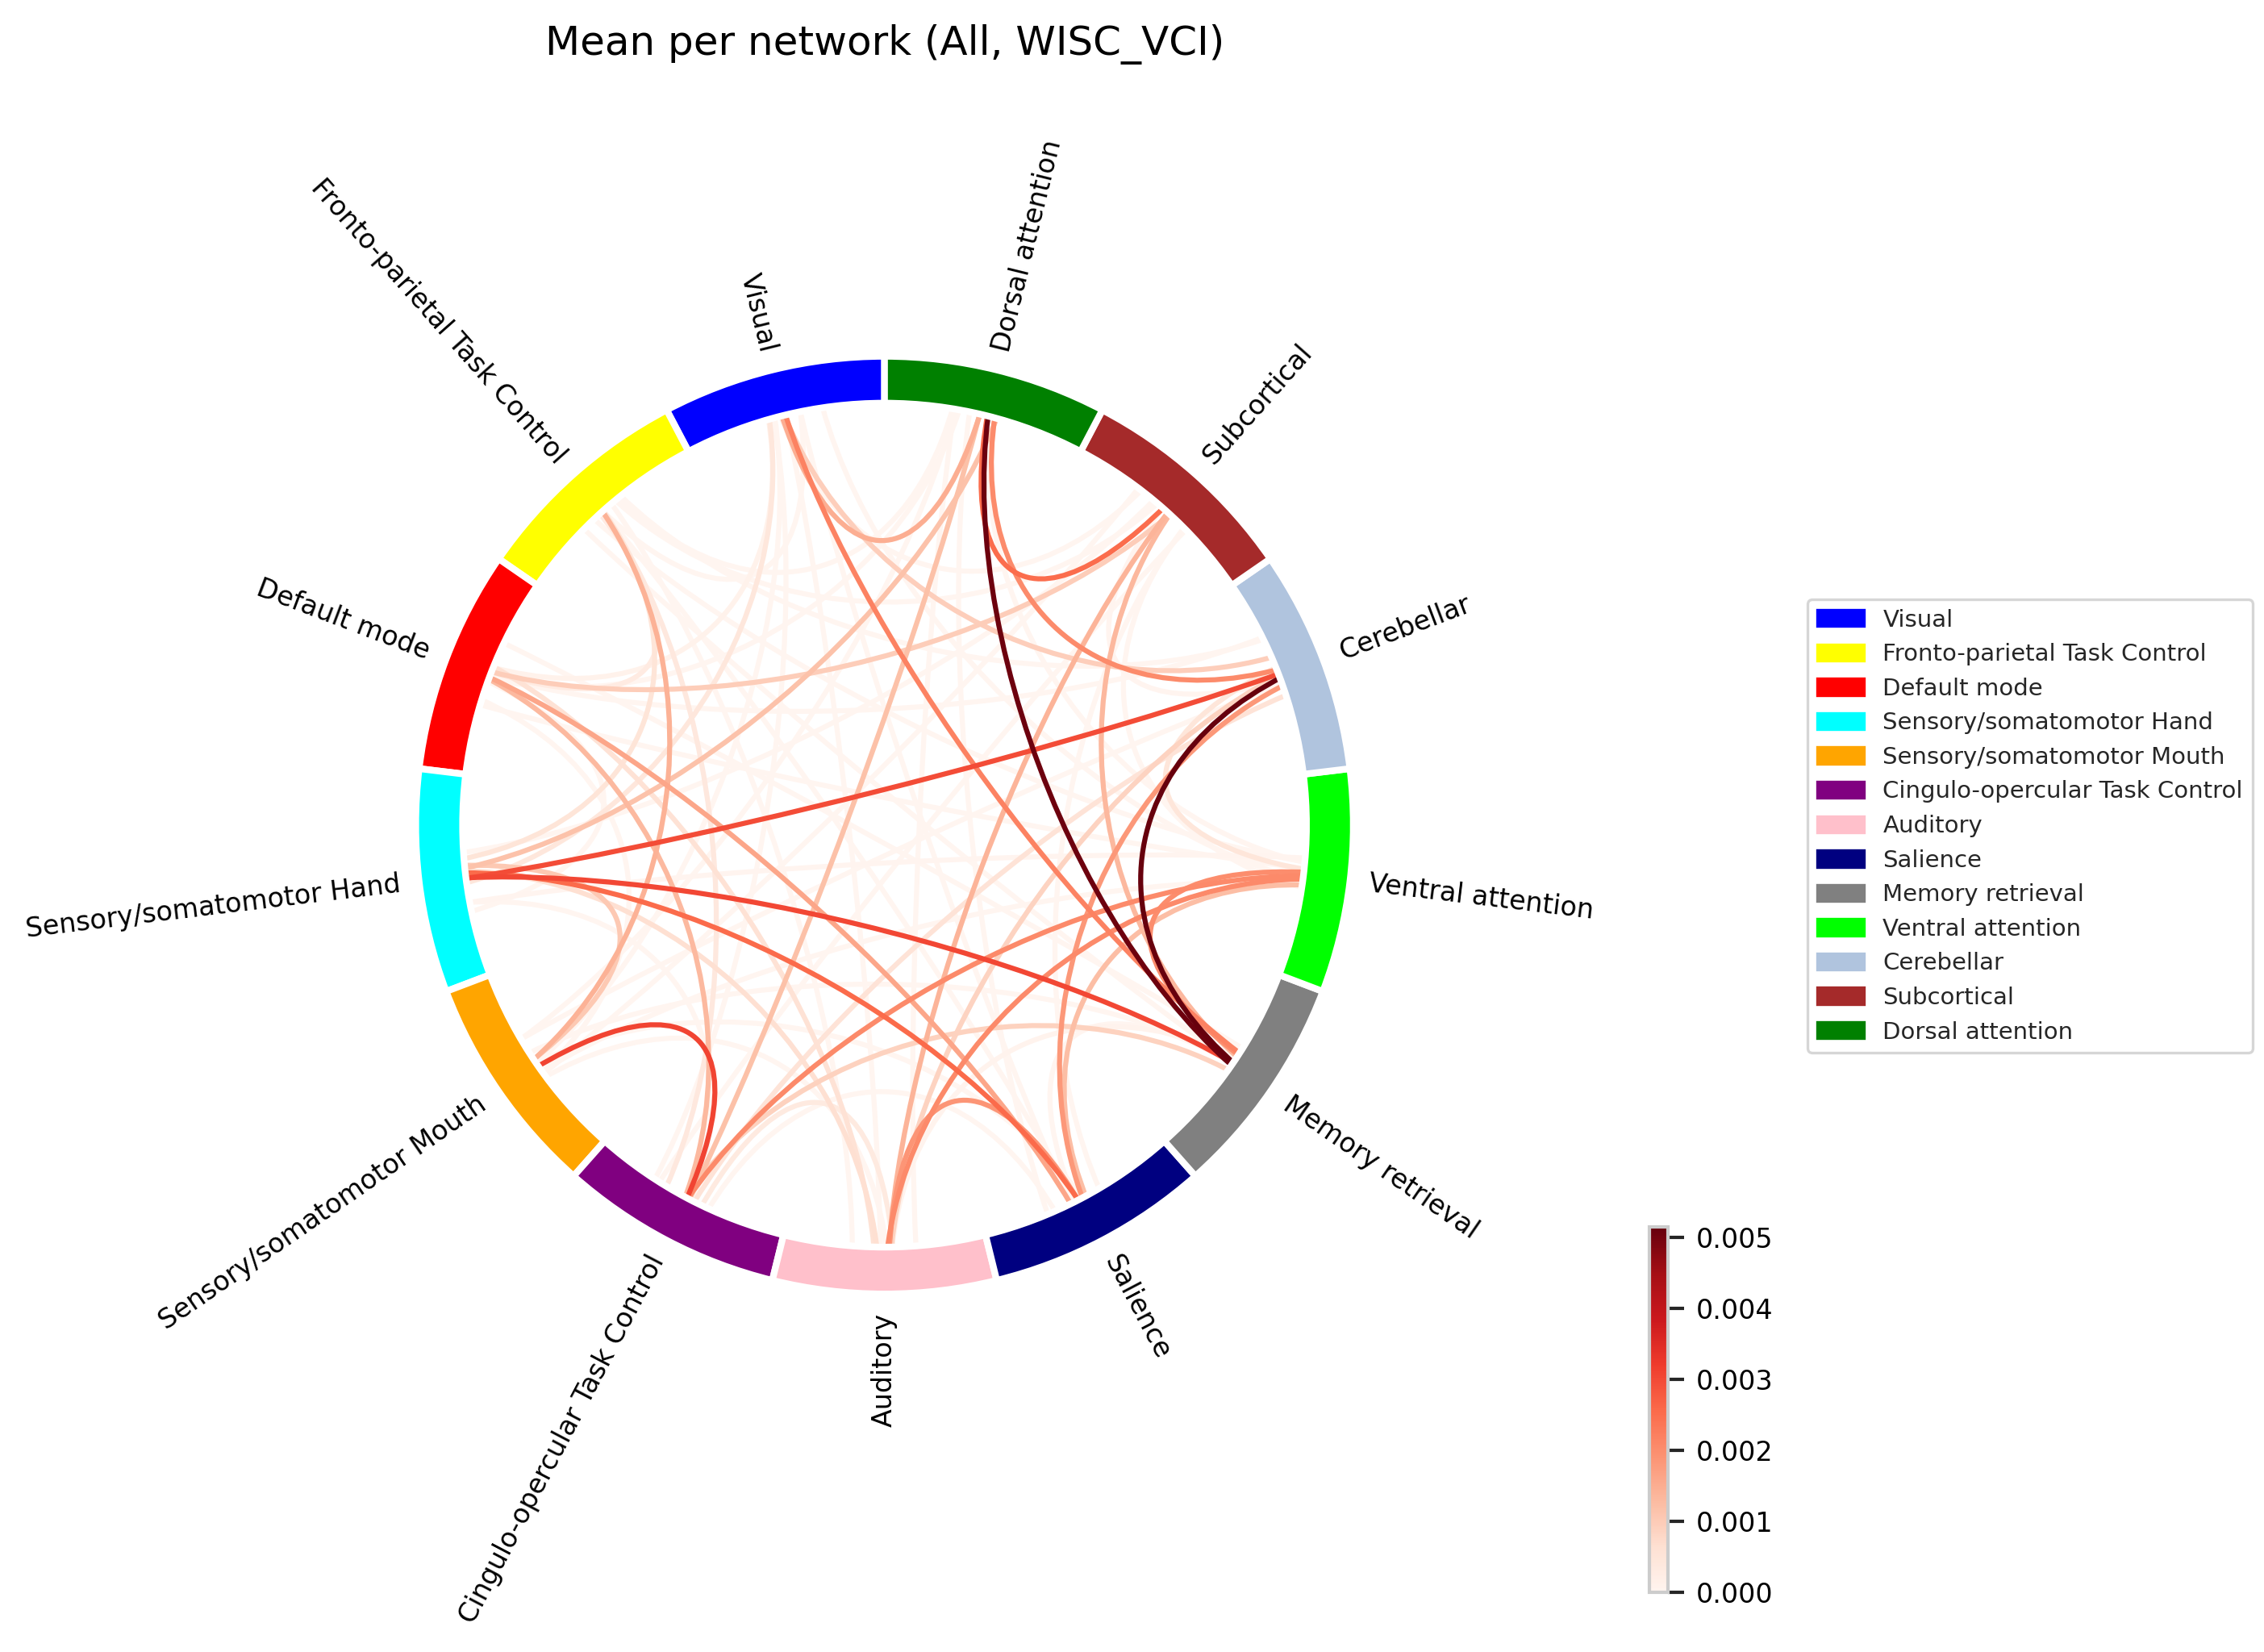 Mean per network (All, WISC_VCI)
Dorsal attention
Visual
Fronto-parietal Task Control
Subcortical
Default mode
Cerebellar
Sensory/somatomotor Hand
Ventral attention
Sensory/somatomotor Mouth
Memory retrieval
Cingulo-opercular Task Control
Auditory
Salience
Visual
Fronto-parietal Task Control
Default mode
Sensory/somatomotor Hand
Sensory/somatomotor Mouth
Cingulo-opercular Task Control
Auditory
Salience
Memory retrieval
Ventral attention
Cerebellar
Subcortical
Dorsal attention
0.005
0.004
0.003
0.002
0.001
0.000